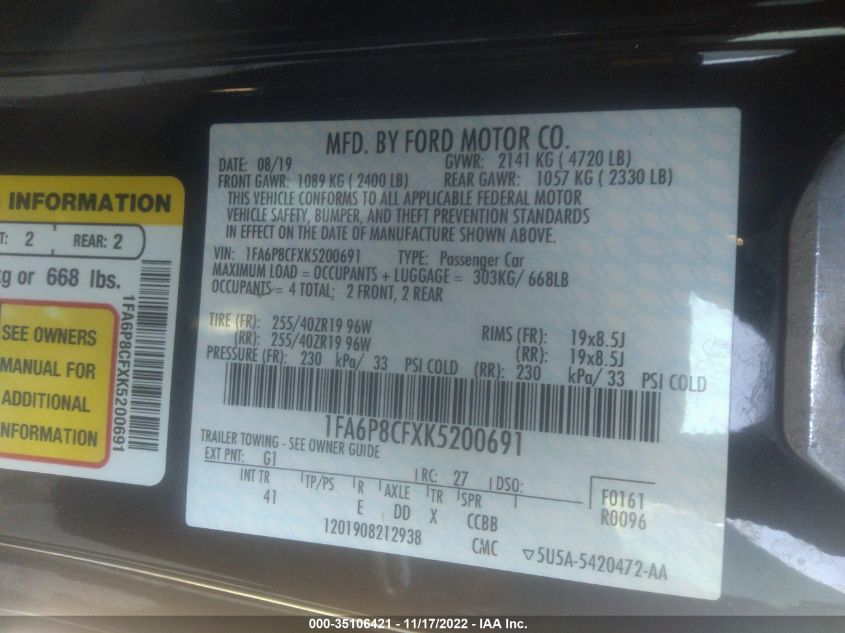 INFORMATION
T: 2 REAR: 2
kg or 668 lbs.
SEE OWNERS
MANUAL FOR
ADDITIONAL
INFORMATION
1FA6P8CFXK5200691
MFD. BY FORD MOTOR CO.
DATE: 08/19 GVWR: 2141 KG ( 4720 LB)
FRONT GAWR: 1089 KG ( 2400 LB) REAR GAWR: 1057 KG ( 2330 LB)
THIS VEHICLE CONFORMS TO ALL APPLICABLE FEDERAL MOTOR
VEHICLE SAFETY, BUMPER, AND THEFT PREVENTION STANDARDS
IN EFFECT ON THE DATE OF MANUFACTURE SHOWN ABOVE.
VIN: 1FA6P8CFXK5200691 TYPE: Passenger Car
MAXIMUM LOAD = OCCUPANTS + LUGGAGE = 303KG/ 668LB
OCCUPANTS = 4 TOTAL; 2 FRONT, 2 REAR
TIRE (FR): 255/40ZR19 96W RIMS (FR): 19x8.5J
(RR): 255/40ZR19 96W (RR): 19x8.5J
PRESSURE (FR): 230 kPa/ 33 PSI COLD (RR): 230 kPa/ 33 PSI COLD
1FA6P8CFXK5200691
TRAILER TOWING - SEE OWNER GUIDE
EXT PNT: G1 RC: 27 DSO: F0161
INT TR TP/PS R AXLE TR SPR R0096
41 E DD X CCBB
1201908212938 CMC ▽5U5A-5420472-AA
000-35106421 - 11/17/2022 - IAA Inc.